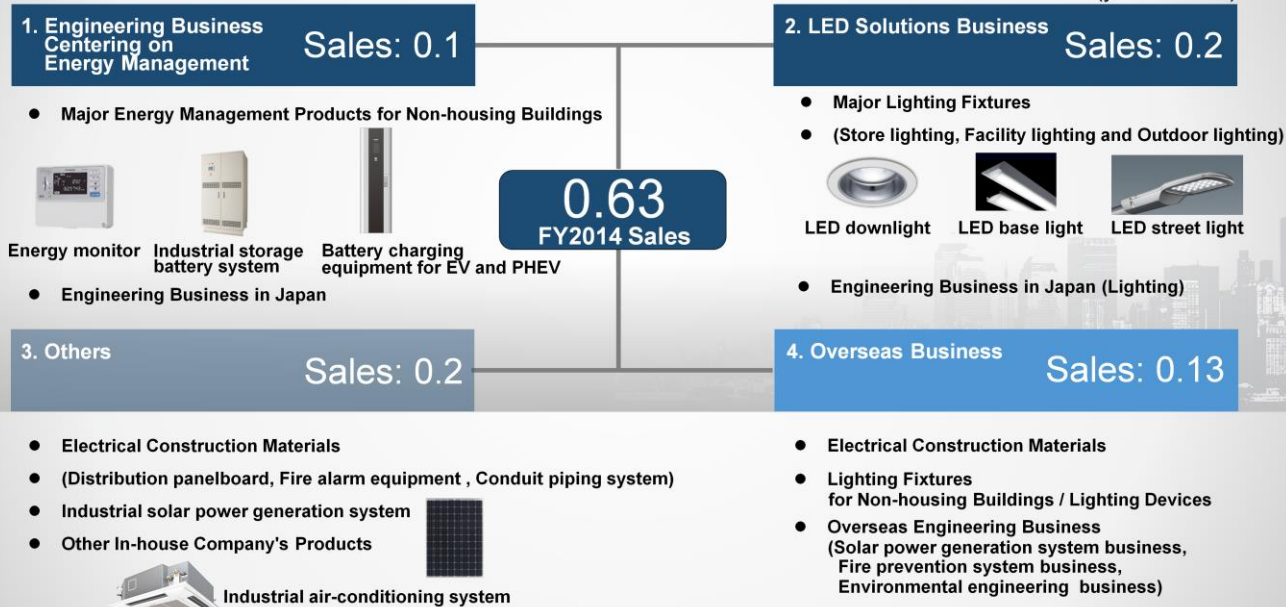 1. Engineering Business
Centering on
Energy Management
Sales: 0.1
● Major Energy Management Products for Non-housing Buildings
Energy monitor
Industrial storage
battery system
Battery charging
equipment for EV and PHEV
● Engineering Business in Japan
0.63
FY2014 Sales
2. LED Solutions Business
Sales: 0.2
● Major Lighting Fixtures
● (Store lighting, Facility lighting and Outdoor lighting)
LED downlight
LED base light
LED street light
● Engineering Business in Japan (Lighting)
3. Others
Sales: 0.2
● Electrical Construction Materials
● (Distribution panelboard, Fire alarm equipment , Conduit piping system)
● Industrial solar power generation system
● Other In-house Company's Products
Industrial air-conditioning system
4. Overseas Business
Sales: 0.13
● Electrical Construction Materials
● Lighting Fixtures
for Non-housing Buildings / Lighting Devices
● Overseas Engineering Business
(Solar power generation system business,
Fire prevention system business,
Environmental engineering business)